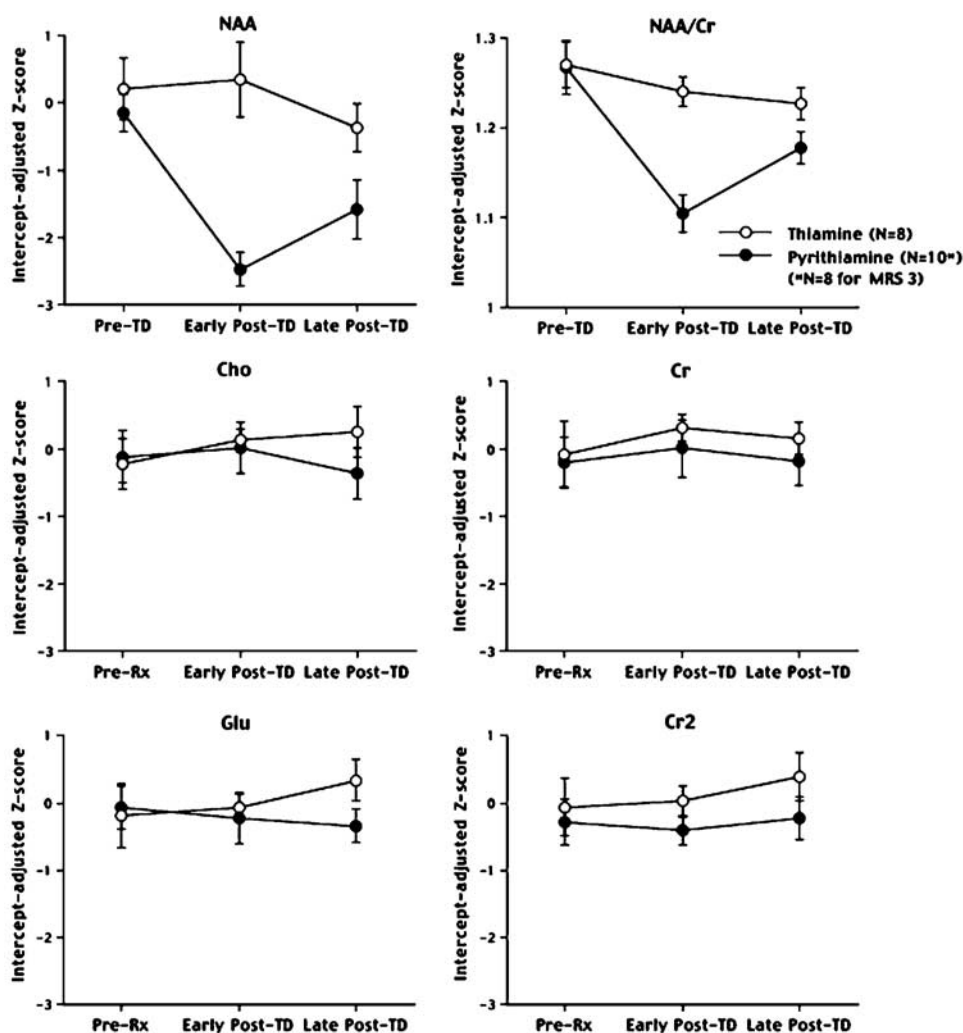 NAA
Intercept-adjusted Z-score
1
0
-1
-2
-3
Pre-TD Early Post-TD Late Post-TD
NAA/Cr
Intercept-adjusted Z-score
1.3
1.2
1.1
1
Pre-TD Early Post-TD Late Post-TD
Thiamine (N=8)
Pyrithiamine (N=10*)
(*N=8 for MRS 3)
Cho
Intercept-adjusted Z-score
1
0
-1
-2
-3
Pre-Rx Early Post-TD Late Post-TD
Cr
Intercept-adjusted Z-score
1
0
-1
-2
-3
Pre-Rx Early Post-TD Late Post-TD
Glu
Intercept-adjusted Z-score
1
0
-1
-2
-3
Pre-Rx Early Post-TD Late Post-TD
Cr2
Intercept-adjusted Z-score
1
0
-1
-2
-3
Pre-Rx Early Post-TD Late Post-TD